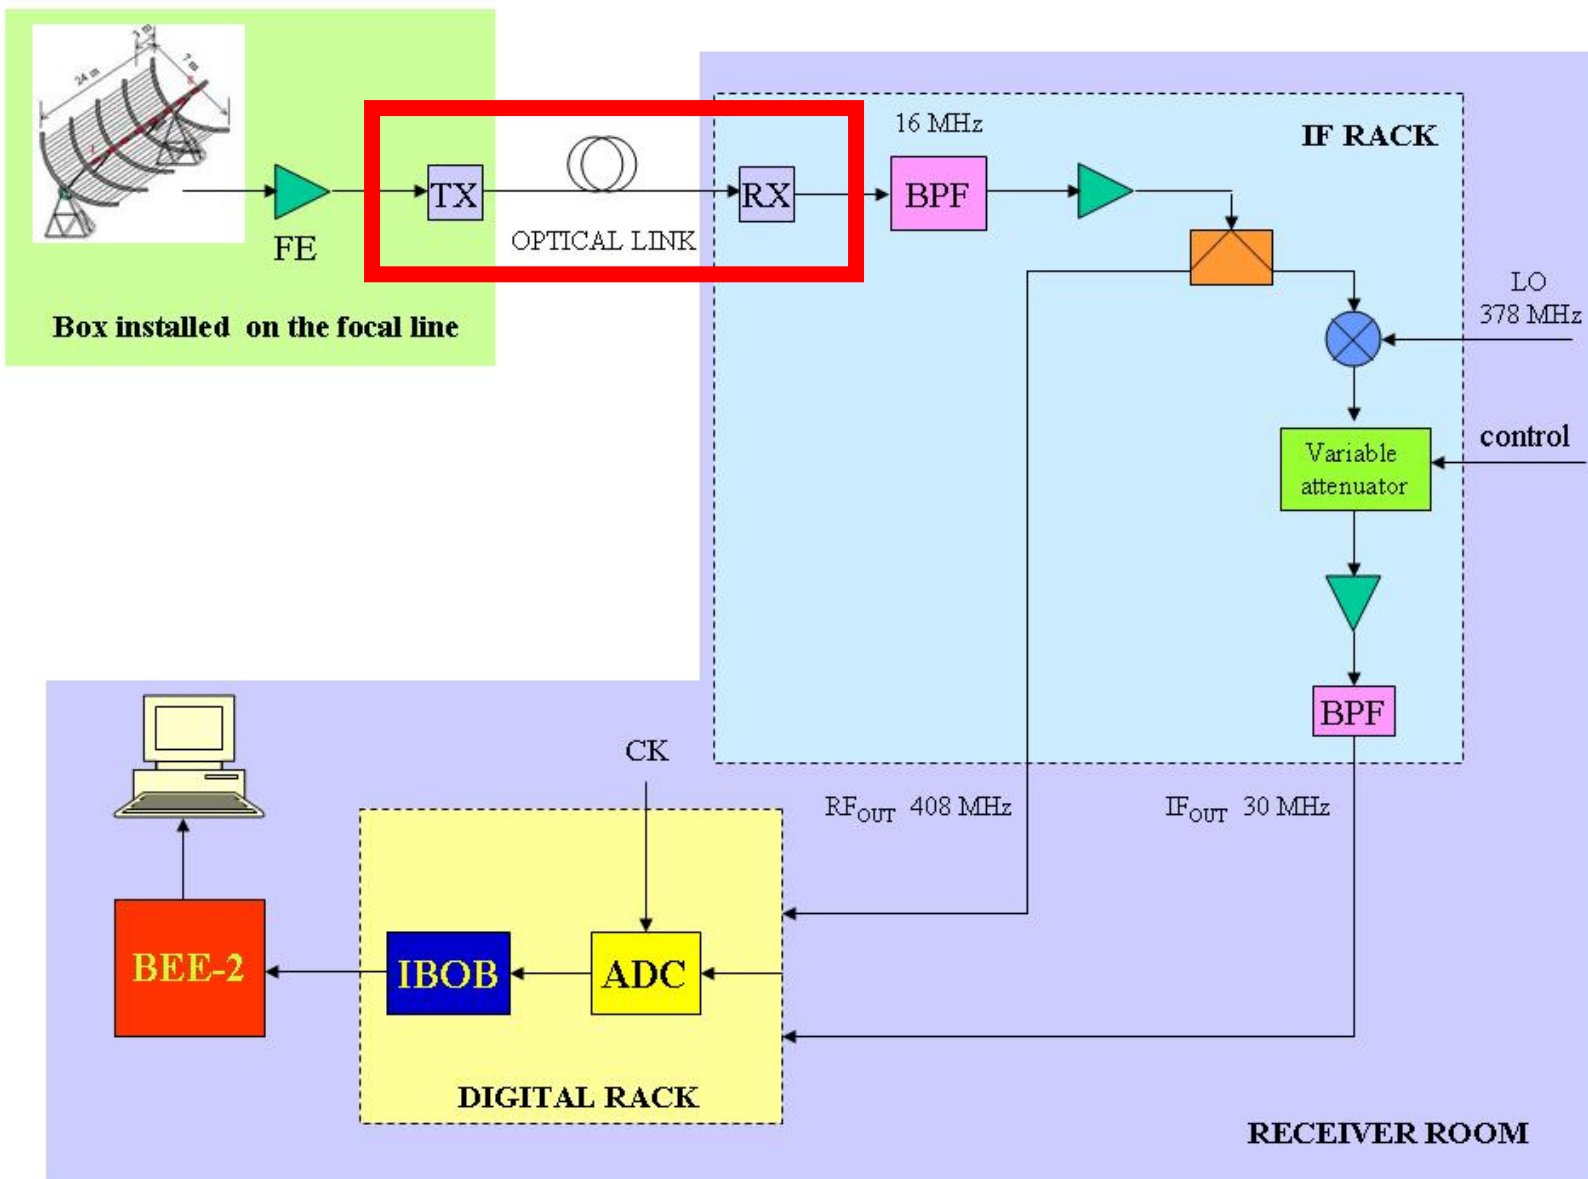 3 m
24 m
7 m
FE
Box installed on the focal line
TX
OPTICAL LINK
RX
16 MHz
BPF
IF RACK
LO
378 MHz
control
Variable
attenuator
BPF
RF_OUT 408 MHz
IF_OUT 30 MHz
CK
BEE-2
IBOB
ADC
DIGITAL RACK
RECEIVER ROOM